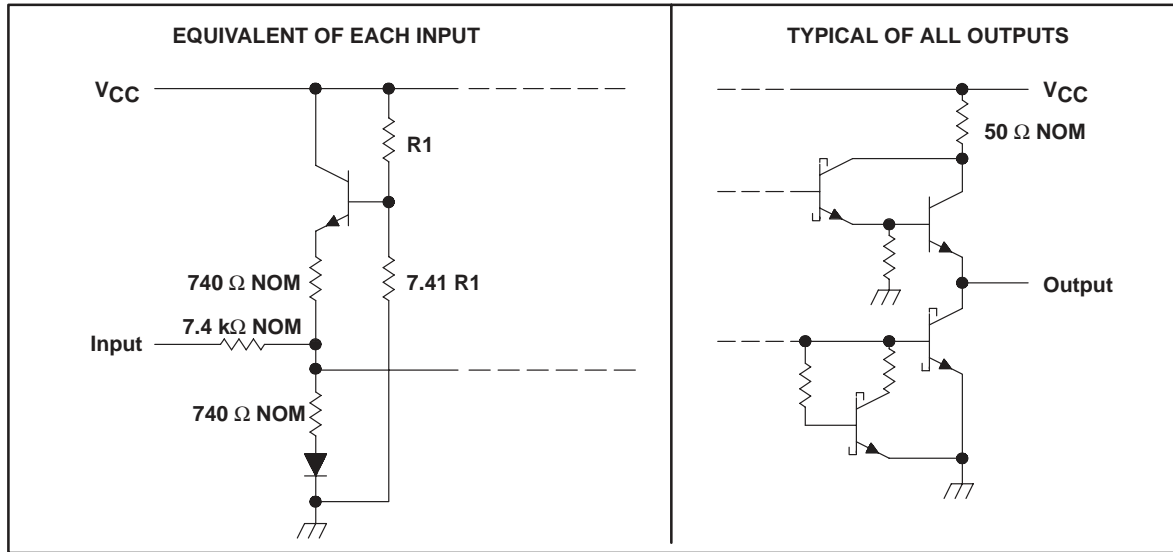 EQUIVALENT OF EACH INPUT
VCC
R1
740 Ω NOM
7.41 R1
7.4 kΩ NOM
Input
740 Ω NOM
TYPICAL OF ALL OUTPUTS
VCC
50 Ω NOM
Output